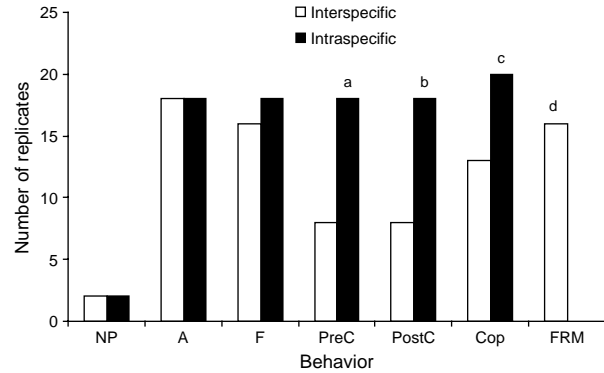 25
20
15
10
5
0
Number of replicates
Interspecific
Intraspecific
a
b
c
d
NP A F PreC PostC Cop FRM
Behavior